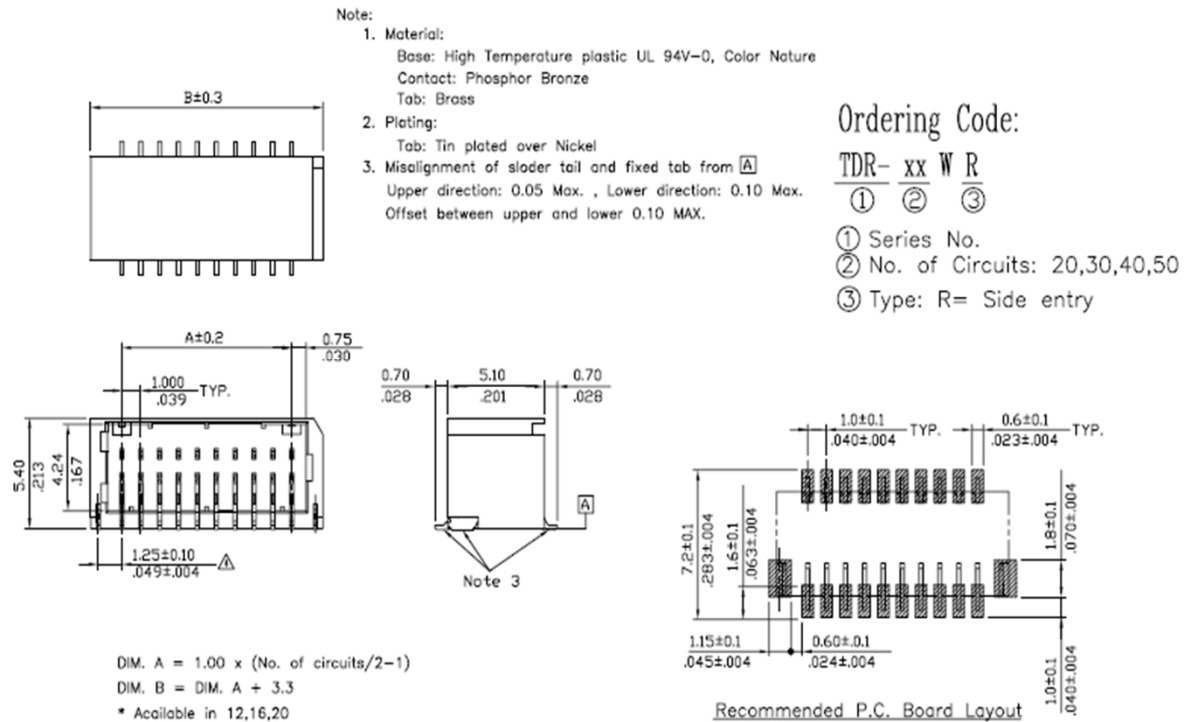 Note:
1. Material:
Base: High Temperature plastic UL 94V-0, Color Nature
Contact: Phosphor Bronze
Tab: Brass
2. Plating:
Tab: Tin plated over Nickel
3. Misalignment of sloder tail and fixed tab from A
Upper direction: 0.05 Max. , Lower direction: 0.10 Max.
Offset between upper and lower 0.10 MAX.
B±0.3
Ordering Code:
TDR- xx W R
① ② ③
① Series No.
② No. of Circuits: 20,30,40,50
③ Type: R= Side entry
A±0.2
0.75
.030
1.000
.039
TYP.
5.40
.213
4.24
.167
1.25±0.10
.049±.004
0.70
.028
5.10
.201
0.70
.028
A
Note 3
1.0±0.1
.040±.004
TYP.
0.6±0.1
.023±.004
TYP.
7.2±0.1
.283±.004
1.6±0.1
.063±.004
1.8±0.1
.070±.004
1.15±0.1
.045±.004
0.60±.0.1
.024±.004
1.0±0.1
.040±.004
DIM. A = 1.00 x (No. of circuits/2-1)
DIM. B = DIM. A + 3.3
* Acailable in 12,16,20
Recommended P.C. Board Layout